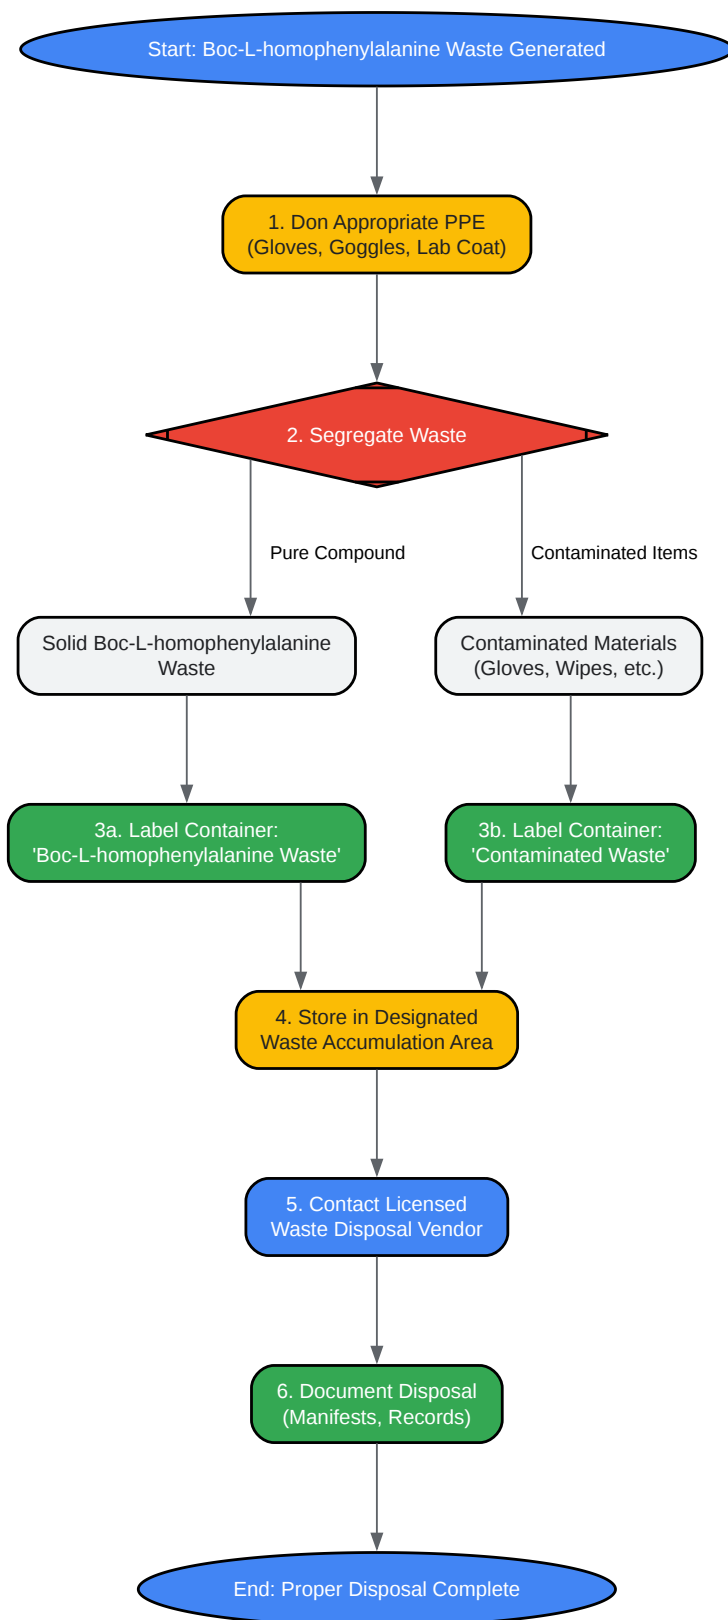 Start: Boc-L-homophenylalanine Waste Generated
1. Don Appropriate PPE
(Gloves, Goggles, Lab Coat)
2. Segregate Waste
Pure Compound
Contaminated Items
Solid Boc-L-homophenylalanine
Waste
Contaminated Materials
(Gloves, Wipes, etc.)
3a. Label Container:
'Boc-L-homophenylalanine Waste'
3b. Label Container:
'Contaminated Waste'
4. Store in Designated
Waste Accumulation Area
5. Contact Licensed
Waste Disposal Vendor
6. Document Disposal
(Manifests, Records)
End: Proper Disposal Complete